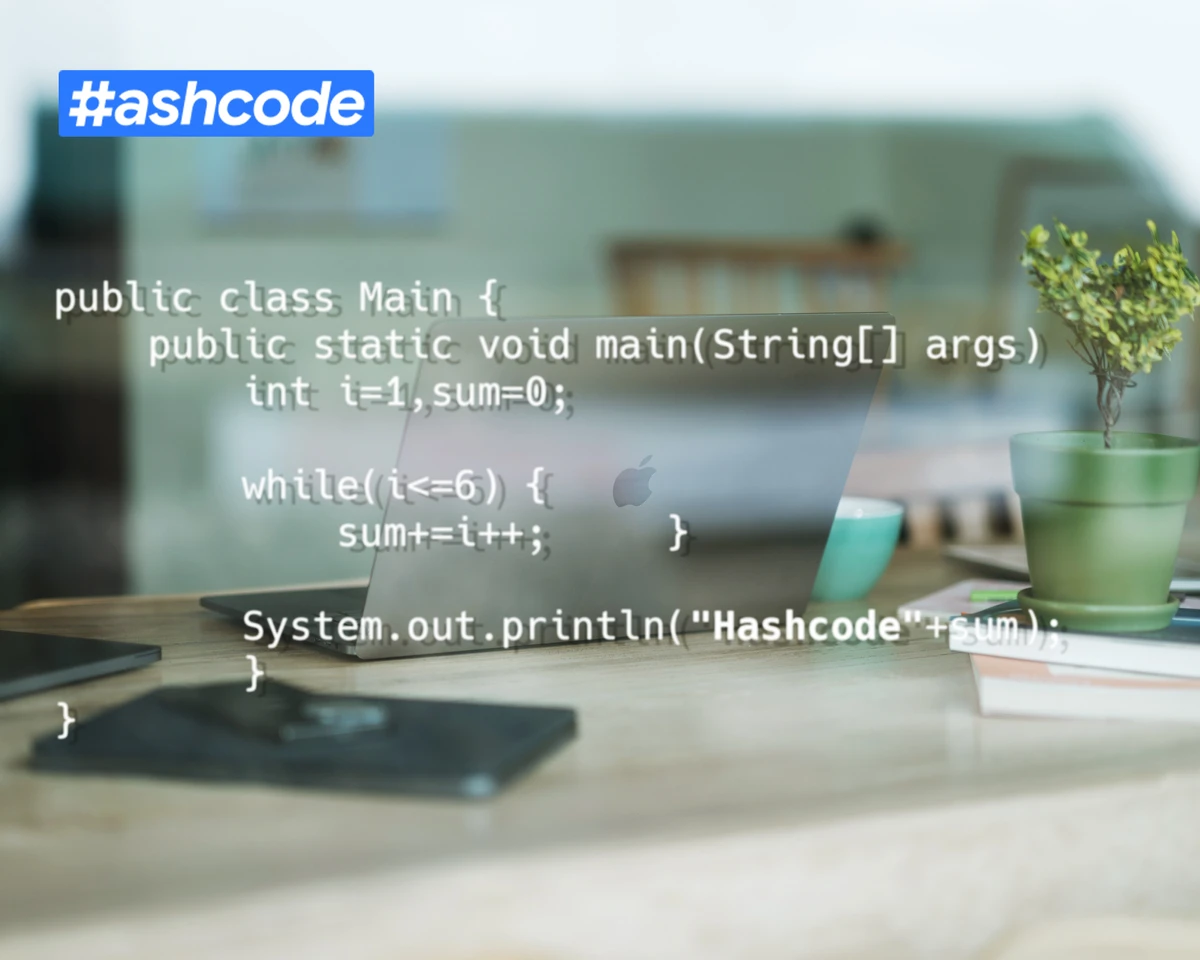 #ashcode
public class Main {
public static void main(String[] args)
int i=1,sum=0;
while(i<=6) {
sum+=i++; }
System.out.println("Hashcode"+sum);
}
}